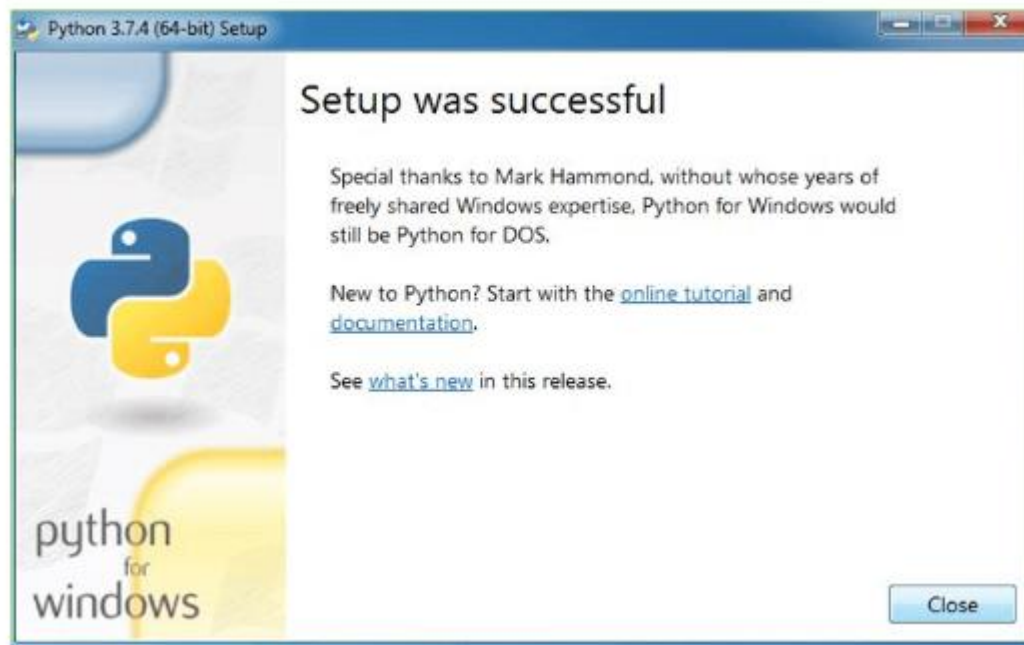 Python 3.7.4 (64-bit) Setup
Setup was successful
Special thanks to Mark Hammond, without whose years of
freely shared Windows expertise, Python for Windows would
still be Python for DOS.
New to Python? Start with the online tutorial and
documentation.
See what's new in this release.
python
for
windows
Close